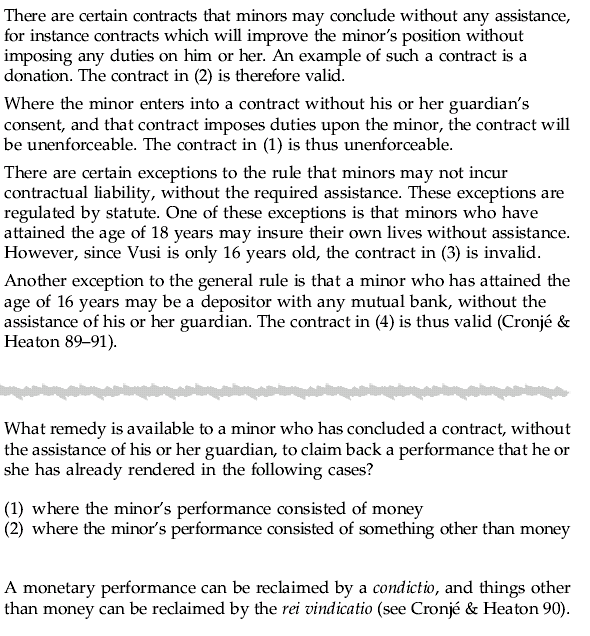 There are certain contracts that minors may conclude without any assistance,
for instance contracts which will improve the minor's position without
imposing any duties on him or her. An example of such a contract is a
donation. The contract in (2) is therefore valid.
Where the minor enters into a contract without his or her guardian's
consent, and that contract imposes duties upon the minor, the contract will
be unenforceable. The contract in (1) is thus unenforceable.
There are certain exceptions to the rule that minors may not incur
contractual liability, without the required assistance. These exceptions are
regulated by statute. One of these exceptions is that minors who have
attained the age of 18 years may insure their own lives without assistance.
However, since Vusi is only 16 years old, the contract in (3) is invalid.
Another exception to the general rule is that a minor who has attained the
age of 16 years may be a depositor with any mutual bank, without the
assistance of his or her guardian. The contract in (4) is thus valid (Cronjé &
Heaton 89–91).
What remedy is available to a minor who has concluded a contract, without
the assistance of his or her guardian, to claim back a performance that he or
she has already rendered in the following cases?
(1) where the minor's performance consisted of money
(2) where the minor's performance consisted of something other than money
A monetary performance can be reclaimed by a condictio, and things other
than money can be reclaimed by the rei vindicatio (see Cronjé & Heaton 90).